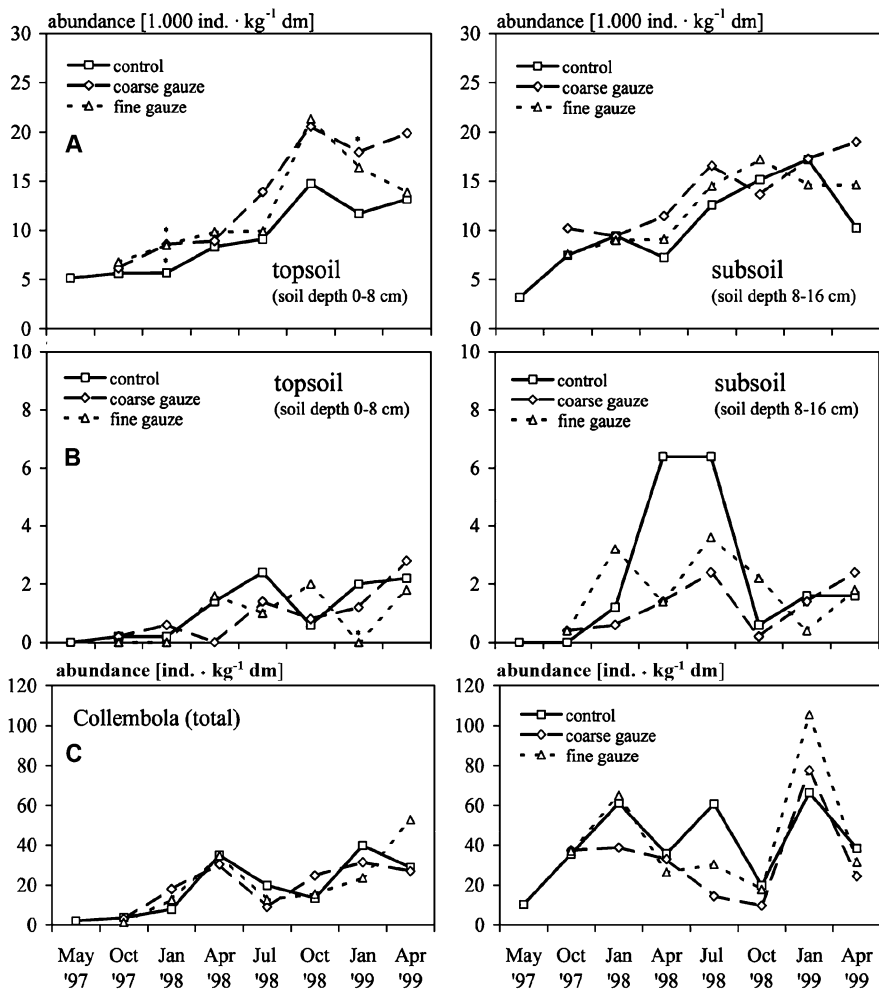 abundance [1.000 ind. · kg⁻¹ dm]
30
25
20
15
10
5
0
control
coarse gauze
fine gauze
A
topsoil
(soil depth 0-8 cm)
abundance [1.000 ind. · kg⁻¹ dm]
30
25
20
15
10
5
0
control
coarse gauze
fine gauze
subsoil
(soil depth 8-16 cm)
10
8
6
4
2
0
control
coarse gauze
fine gauze
B
topsoil
(soil depth 0-8 cm)
10
8
6
4
2
0
control
coarse gauze
fine gauze
subsoil
(soil depth 8-16 cm)
abundance [ind. · kg⁻¹ dm]
120
100
80
60
40
20
0
Collembola (total)
C
May Oct Jan Apr Jul Oct Jan Apr
'97 '97 '98 '98 '98 '98 '99 '99
abundance [ind. · kg⁻¹ dm]
120
100
80
60
40
20
0
control
coarse gauze
fine gauze
May Oct Jan Apr Jul Oct Jan Apr
'97 '97 '98 '98 '98 '98 '99 '99